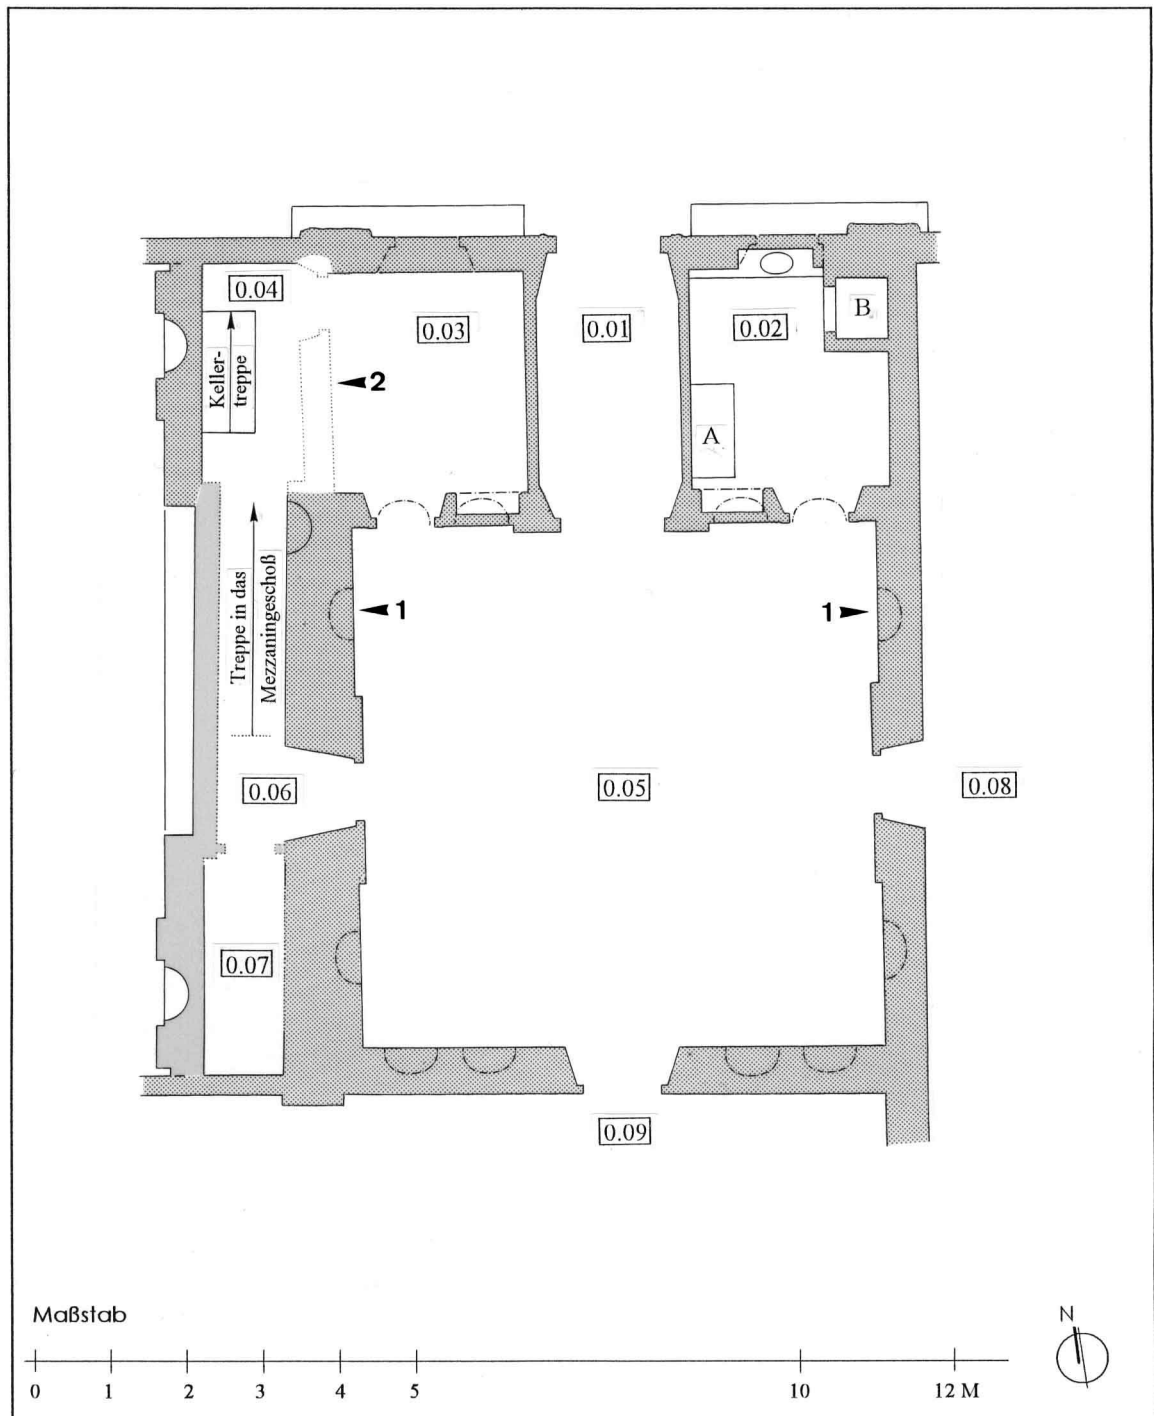 0.04
0.03
0.01
0.02
B
Keller-
treppe
2
A
Treppe in das
Mezzaningeschoß
1
1
0.06
0.05
0.08
0.07
0.09
Maßstab
N
0 1 2 3 4 5 10 12 M